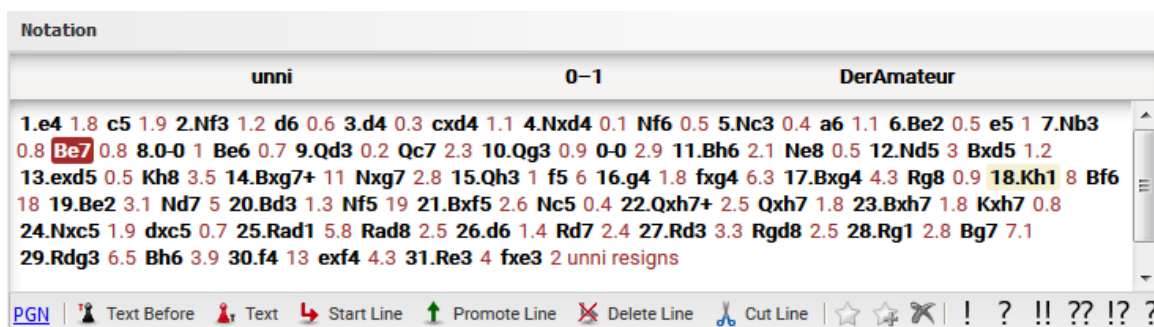 Notation
unni 0–1 DerAmateur
1.e4 1.8 c5 1.9 2.Nf3 1.2 d6 0.6 3.d4 0.3 cxd4 1.1 4.Nxd4 0.1 Nf6 0.5 5.Nc3 0.4 a6 1.1 6.Be2 0.5 e5 1 7.Nb3
0.8 Be7 0.8 8.0-0 1 Be6 0.7 9.Qd3 0.2 Qc7 2.3 10.Qg3 0.9 0-0 2.9 11.Bh6 2.1 Ne8 0.5 12.Nd5 3 Bxd5 1.2
13.exd5 0.5 Kh8 3.5 14.Bxg7+ 11 Nxg7 2.8 15.Qh3 1 f5 6 16.g4 1.8 fxg4 6.3 17.Bxg4 4.3 Rg8 0.9 18.Kh1 8 Bf6
18 19.Be2 3.1 Nd7 5 20.Bd3 1.3 Nf5 19 21.Bxf5 2.6 Nc5 0.4 22.Qxh7+ 2.5 Qxh7 1.8 23.Bxh7 1.8 Kxh7 0.8
24.Nxc5 1.9 dxc5 0.7 25.Rad1 5.8 Rad8 2.5 26.d6 1.4 Rd7 2.4 27.Rd3 3.3 Rgd8 2.5 28.Rg1 2.8 Bg7 7.1
29.Rdg3 6.5 Bh6 3.9 30.f4 13 exf4 4.3 31.Re3 4 fxe3 2 unni resigns
PGN Text Before Text Start Line Promote Line Delete Line Cut Line ! ? !! ?? !? ?